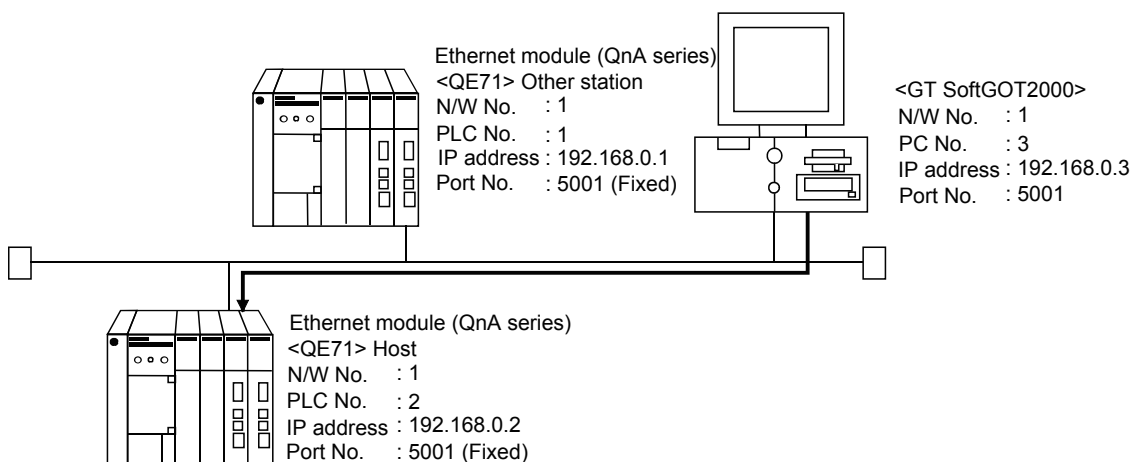 Ethernet module (QnA series)
<QE71> Other station
N/W No. : 1
PLC No. : 1
IP address : 192.168.0.1
Port No. : 5001 (Fixed)
<GT SoftGOT2000>
N/W No. : 1
PC No. : 3
IP address : 192.168.0.3
Port No. : 5001
Ethernet module (QnA series)
<QE71> Host
N/W No. : 1
PLC No. : 2
IP address : 192.168.0.2
Port No. : 5001 (Fixed)